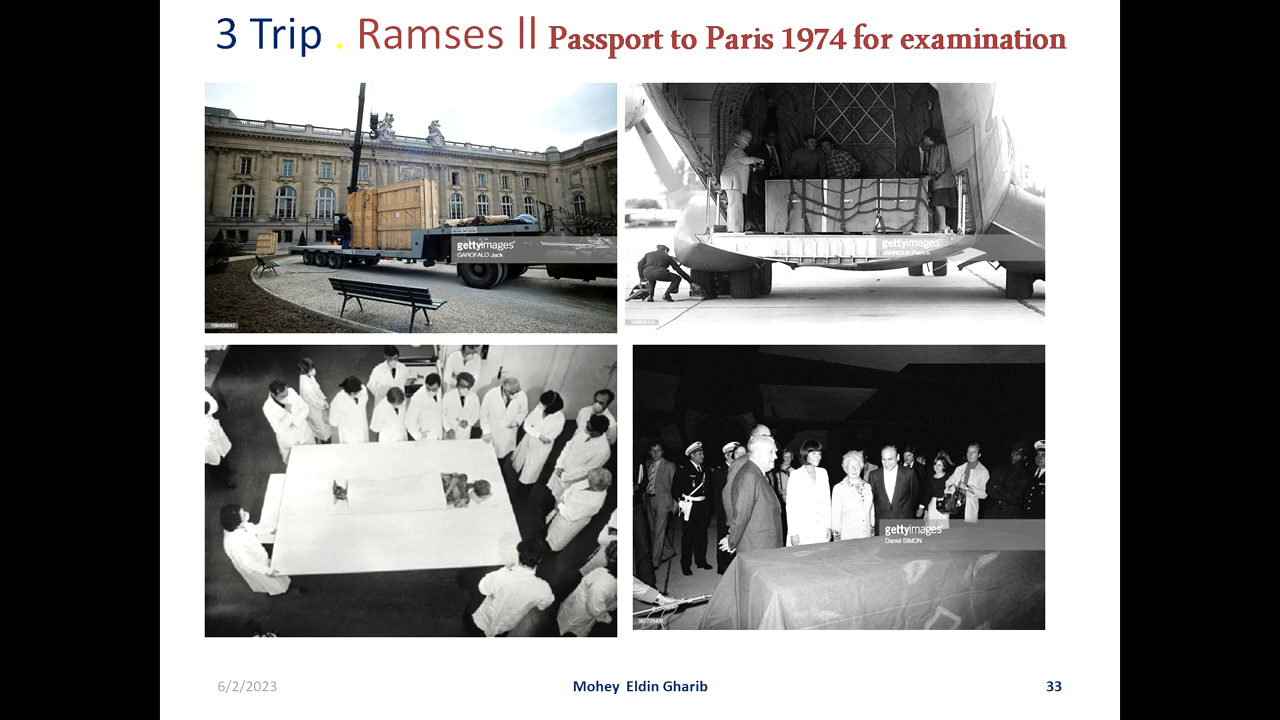 3 Trip . Ramses ll Passport to Paris 1974 for examination
gettyimages®
GAROFALO Jack
gettyimages®
gettyimages®
Daniel SIMON
6/2/2023
Mohey Eldin Gharib
33